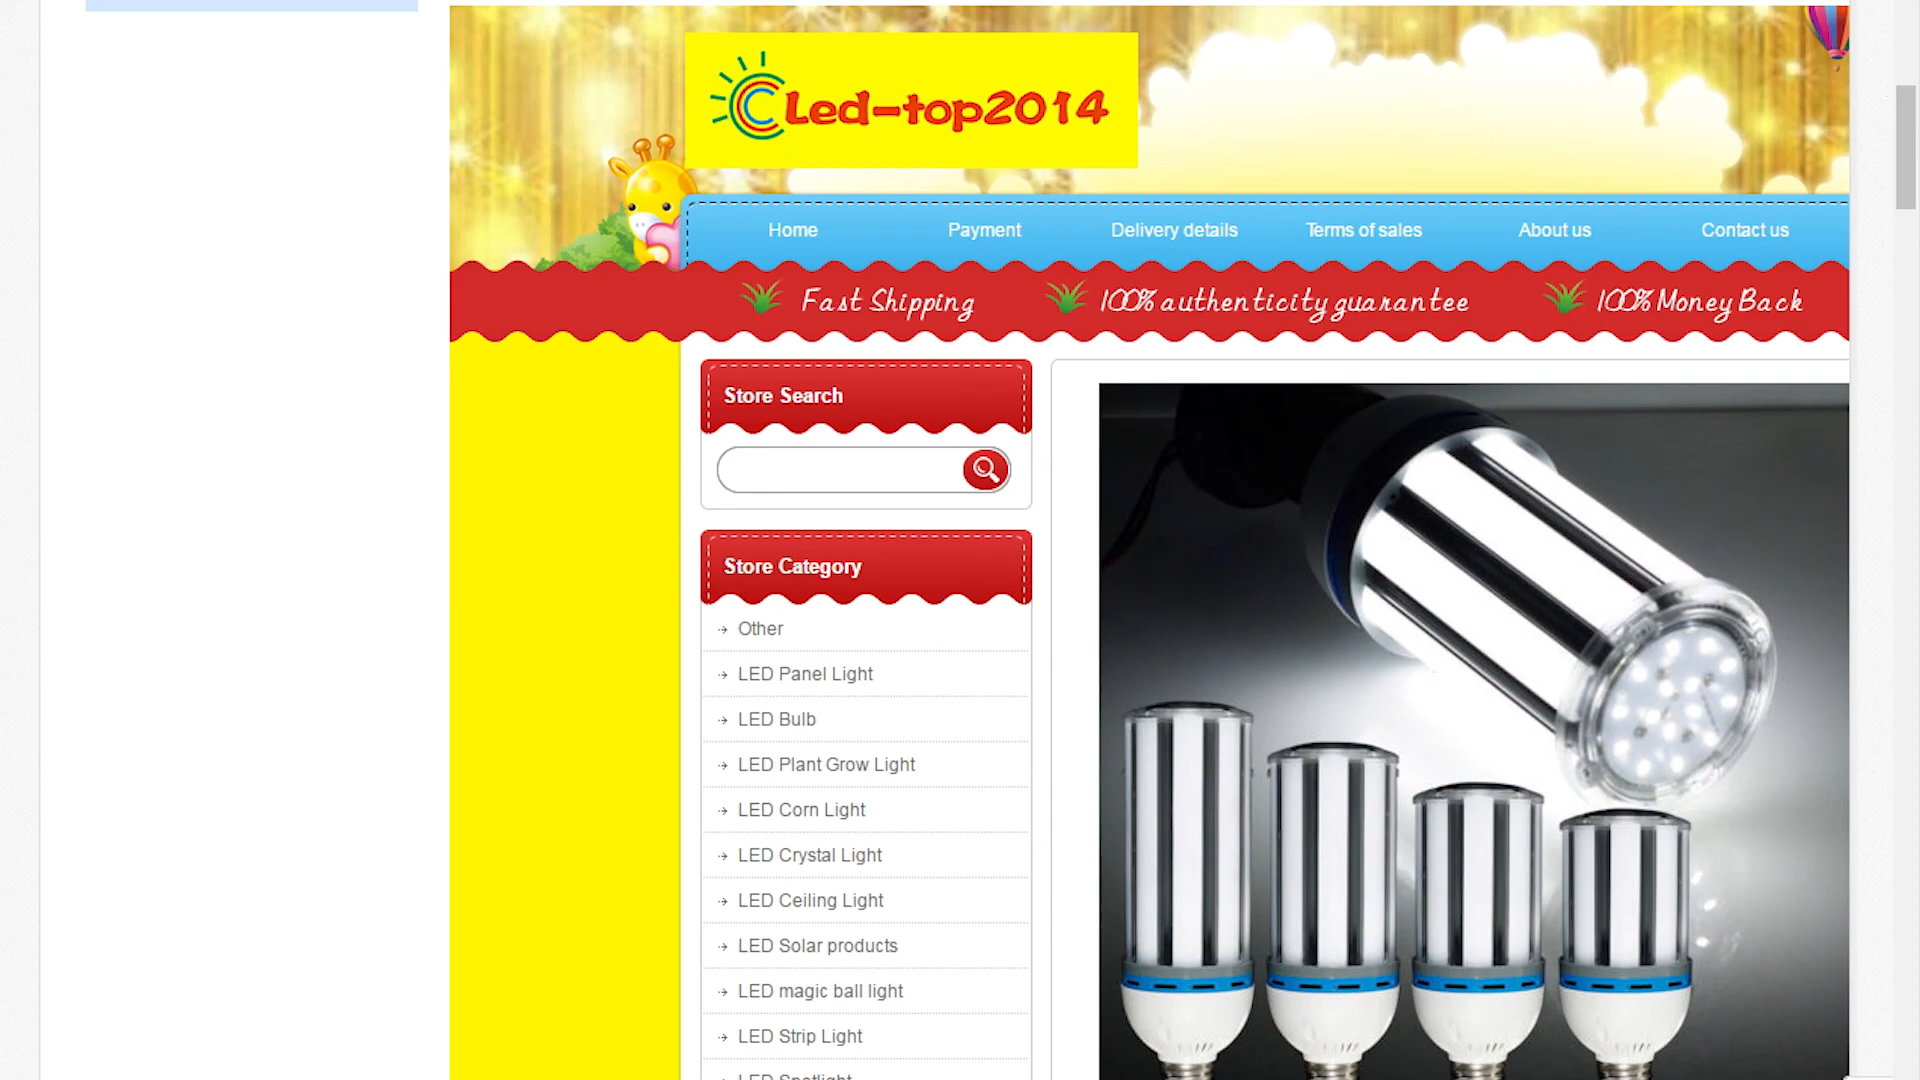 Led-top2014
Home Payment Delivery details Terms of sales About us Contact us
Fast Shipping 100% authenticity guarantee 100% Money Back
Store Search
Store Category
Other
LED Panel Light
LED Bulb
LED Plant Grow Light
LED Corn Light
LED Crystal Light
LED Ceiling Light
LED Solar products
LED magic ball light
LED Strip Light
LED Spotlight